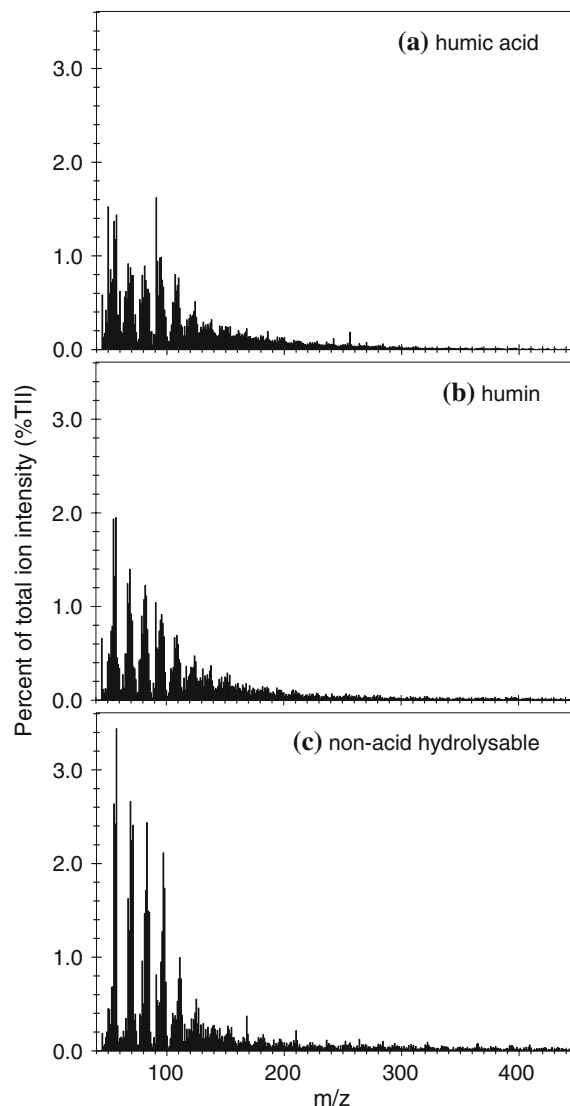 (a) humic acid
3.0
2.0
1.0
0.0
(b) humin
3.0
2.0
1.0
0.0
(c) non-acid hydrolysable
3.0
2.0
1.0
0.0
100 200 300 400
m/z
Percent of total ion intensity (%TII)